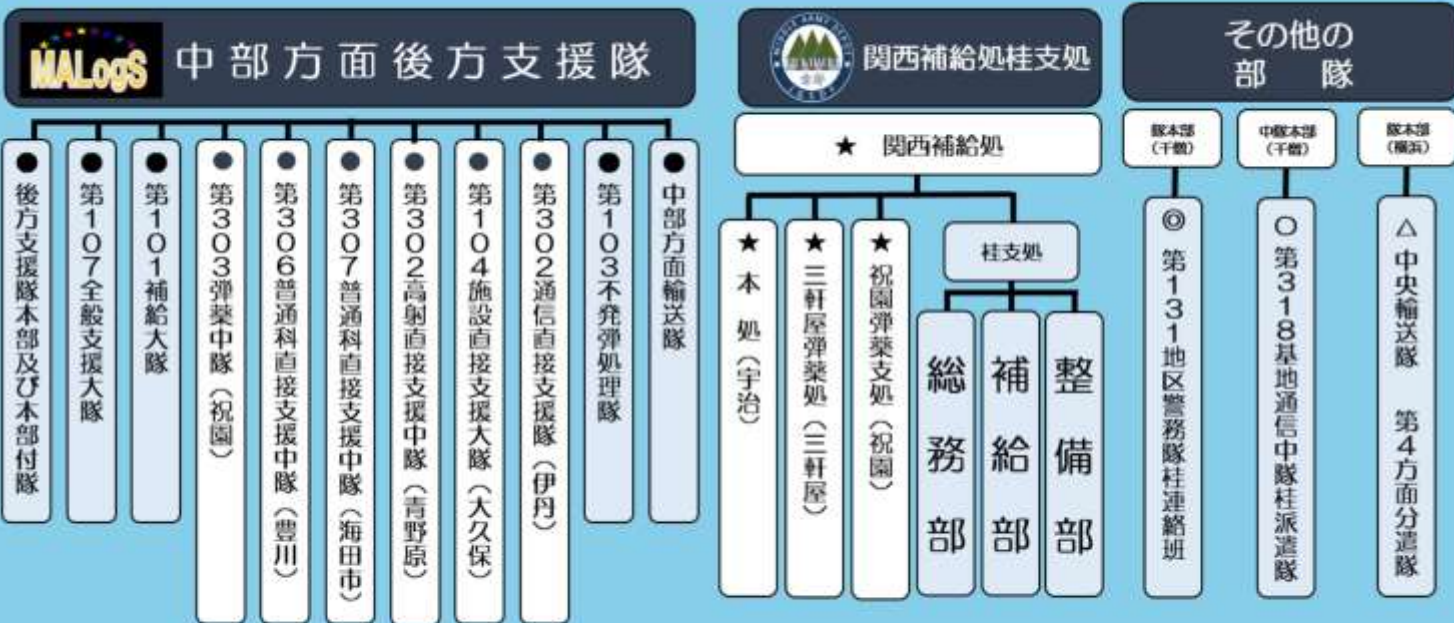 MALogS 中部方面後方支援隊
● 後方支援隊本部及び本部付隊
● 第107全般支援大隊
● 第101補給大隊
● 第303弾薬中隊（祝園）
● 第306普通科直接支援中隊（豊川）
● 第307普通科直接支援中隊（海田市）
● 第302高射直接支援中隊（青野原）
● 第104施設直接支援大隊（大久保）
● 第302通信直接支援隊（伊丹）
● 第103不発弾処理隊
● 中部方面輸送隊
関西補給処桂支処
★ 関西補給処
★ 本処（宇治）
★ 三軒屋弾薬処（三軒屋）
★ 祝園弾薬支処（祝園）
桂支処
総務部
補給部
整備部
その他の
部隊
隊本部
（千僧）
◎ 第131地区警務隊桂連絡班
中隊本部
（千僧）
○ 第318基地通信中隊桂派遣隊
隊本部
（横浜）
△ 中央輸送隊 第4方面分遣隊